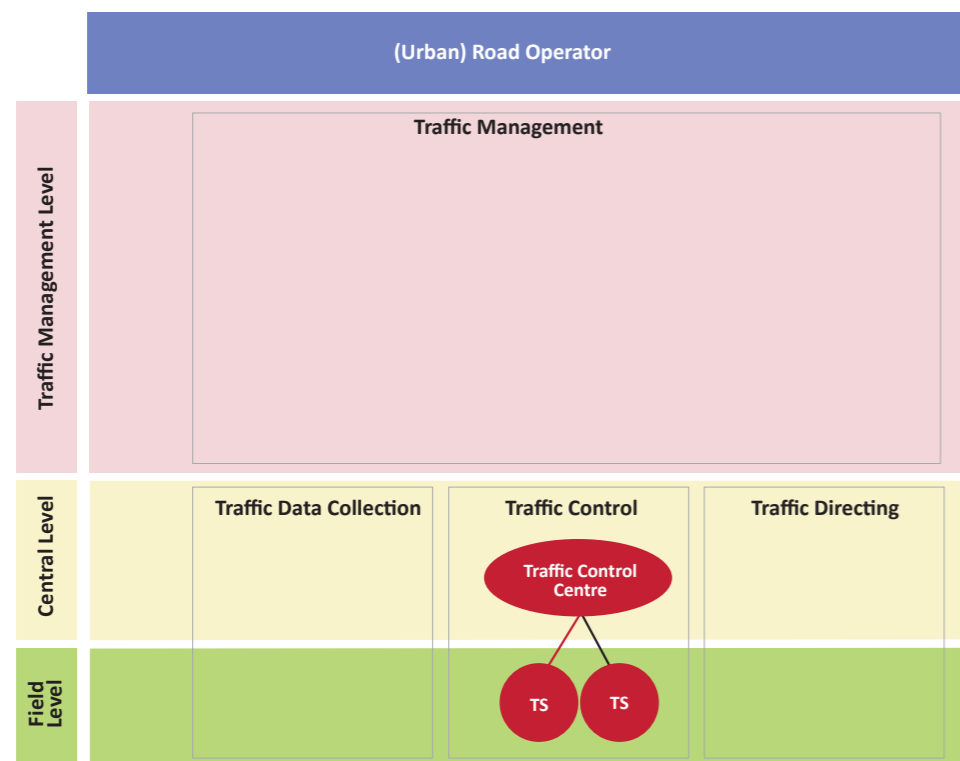 (Urban) Road Operator
Traffic Management Level
Traffic Management
Central Level
Traffic Data Collection
Traffic Control
Traffic Directing
Traffic Control
Centre
Field
Level
TS
TS